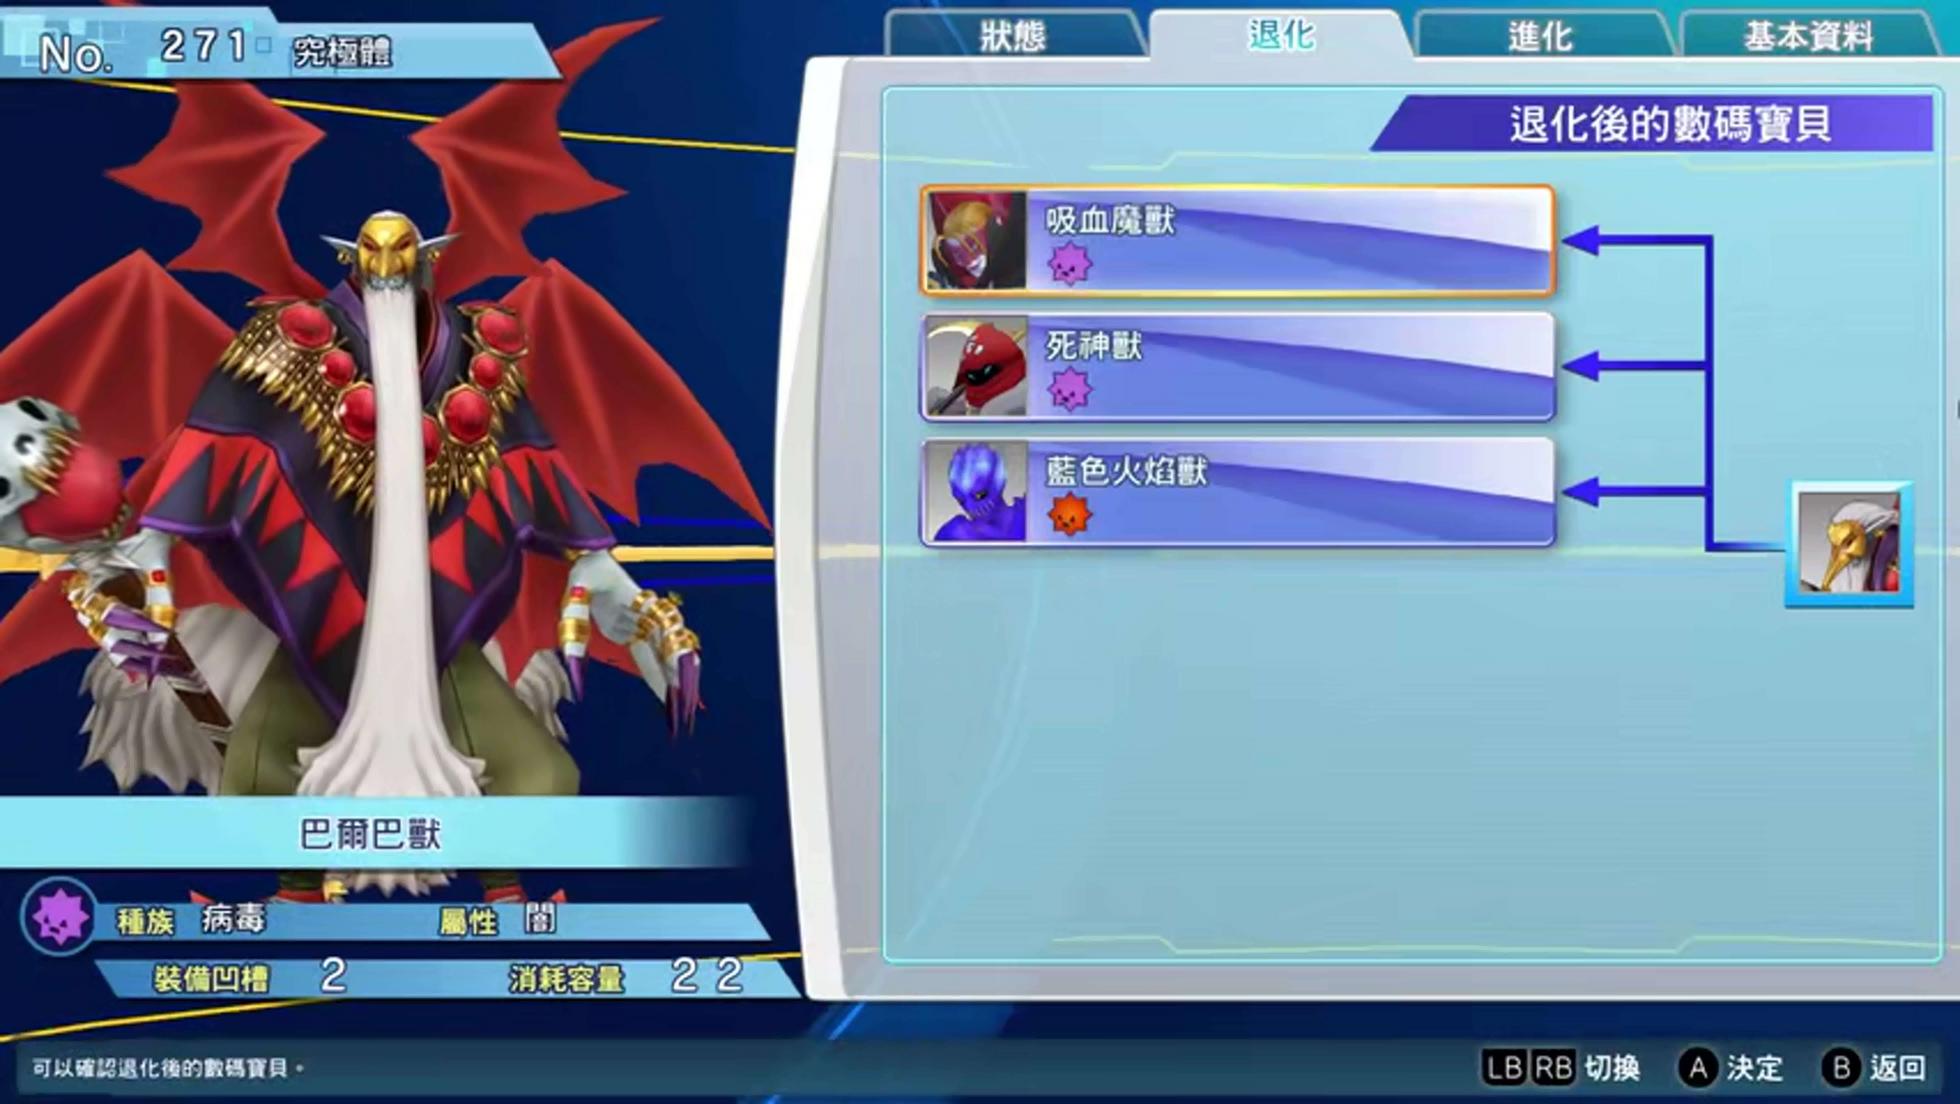 No. 271 究極體
狀態 退化 進化 基本資料
退化後的數碼寶貝
吸血魔獸
死神獸
藍色火焰獸
巴爾巴獸
種族 病毒 屬性 闇
裝備凹槽 2 消耗容量 22
可以確認退化後的數碼寶貝。
LB RB 切換 A 決定 B 返回